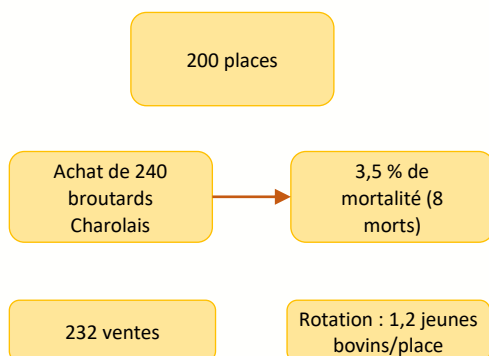 200 places
Achat de 240
broutards
Charolais
3,5 % de
mortalité (8
morts)
232 ventes
Rotation : 1,2 jeunes
bovins/place